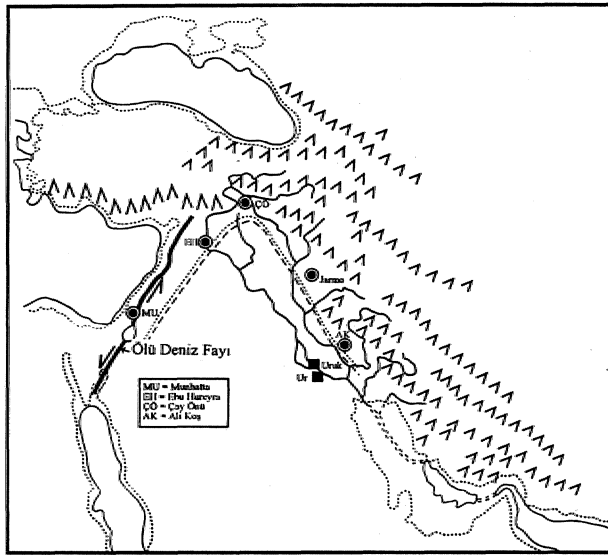 ÇÖ
EH
Jarmo
MU
AK
Ölü Deniz Fayı
Uruk
Ur
MU = Munhatta
EH = Ebu Hureyra
ÇÖ = Çay Önü
AK = Ali Koş